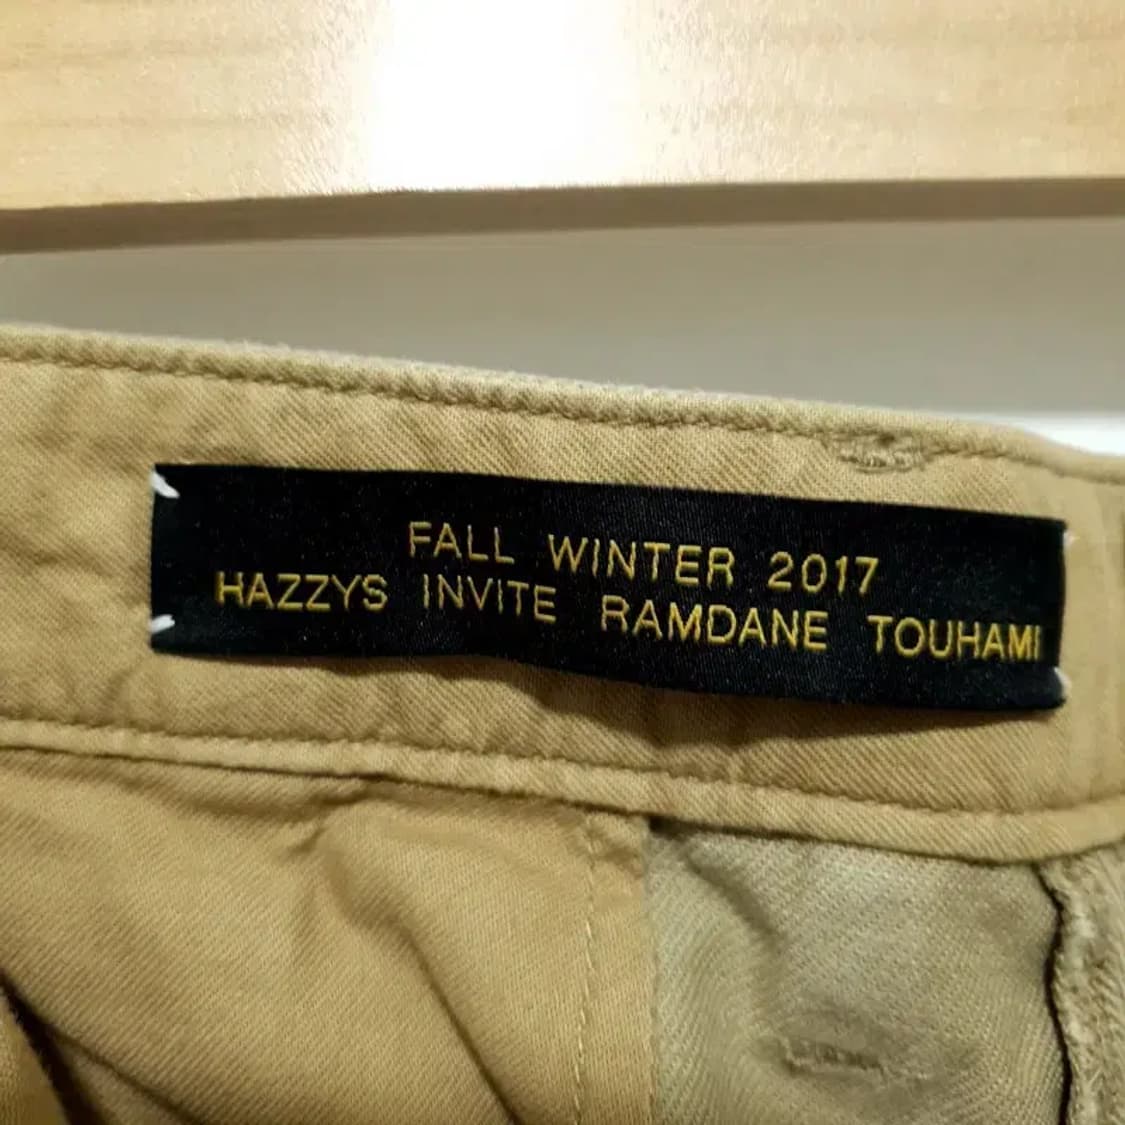 FALL WINTER 2017
HAZZYS INVITE RAMDANE TOUHAMI